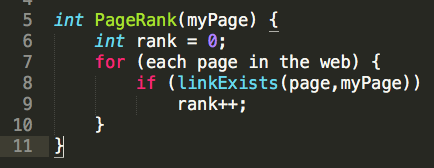 5 int PageRank(myPage) {
6     int rank = 0;
7     for (each page in the web) {
8         if (linkExists(page,myPage))
9             rank++;
10     }
11 }